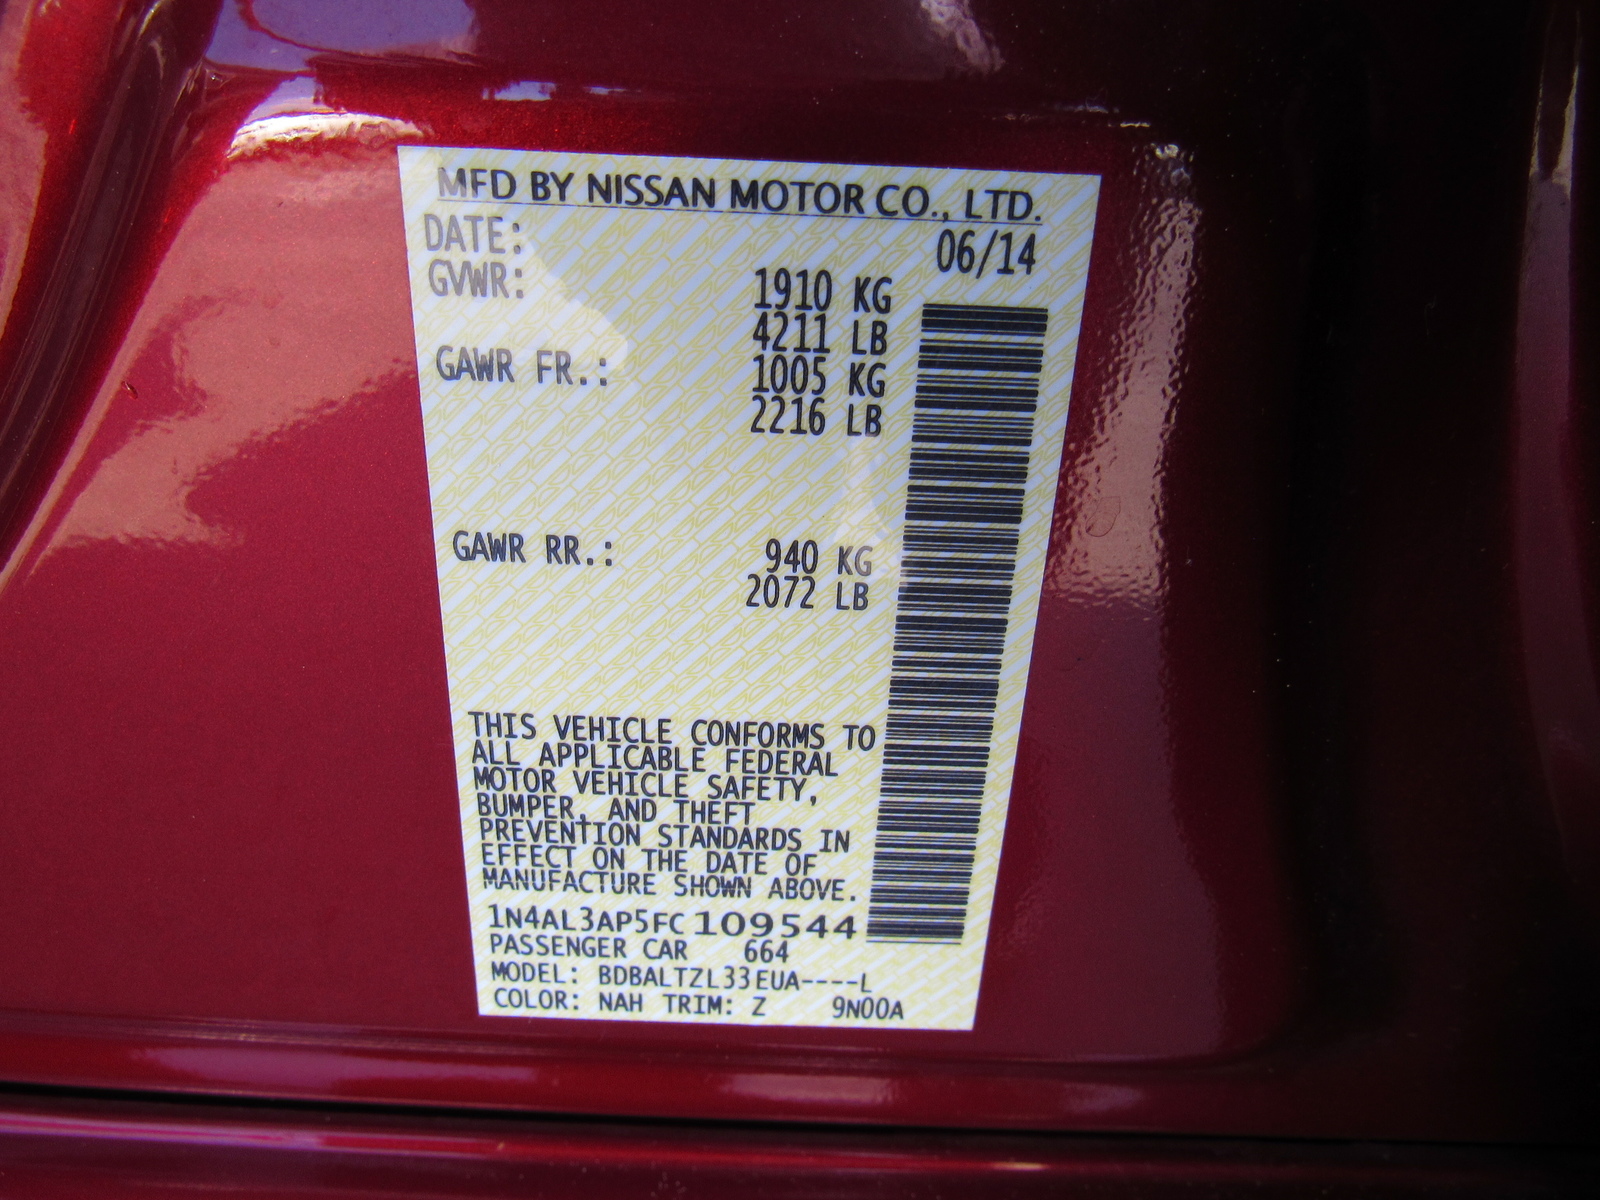 MFD BY NISSAN MOTOR CO., LTD.
DATE: 06/14
GVWR: 1910 KG
4211 LB
GAWR FR.: 1005 KG
2216 LB
GAWR RR.: 940 KG
2072 LB
THIS VEHICLE CONFORMS TO
ALL APPLICABLE FEDERAL
MOTOR VEHICLE SAFETY,
BUMPER, AND THEFT
PREVENTION STANDARDS IN
EFFECT ON THE DATE OF
MANUFACTURE SHOWN ABOVE.
1N4AL3AP5FC109544
PASSENGER CAR 664
MODEL: BDBALTZL33EUA----L
COLOR: NAH TRIM: Z 9N00A